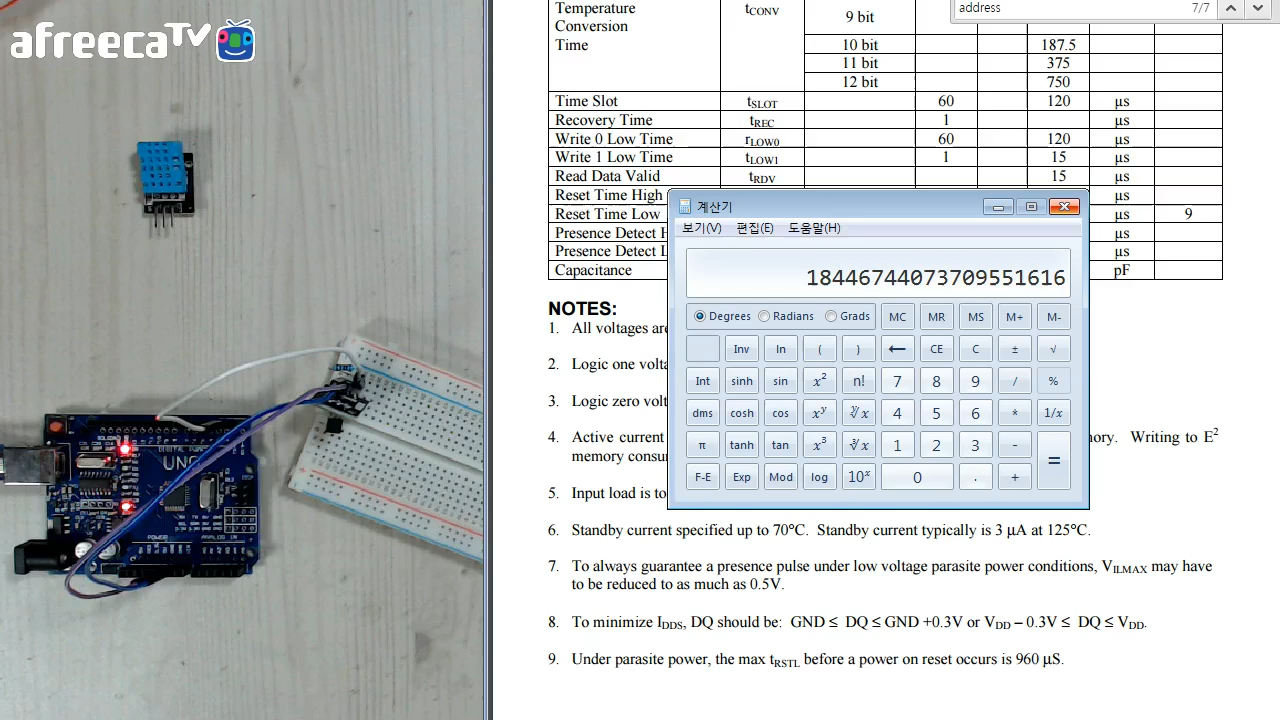 afreecaTV
address 7/7
Temperature Conversion Time tCONV 9 bit
10 bit 187.5
11 bit 375
12 bit 750
Time Slot tSLOT 60 120 µs
Recovery Time tREC 1 µs
Write 0 Low Time rLOW0 60 120 µs
Write 1 Low Time tLOW1 1 15 µs
Read Data Valid tRDV 15 µs
Reset Time High µs
Reset Time Low µs 9
Presence Detect H µs
Presence Detect L µs
Capacitance pF
계산기
보기(V) 편집(E) 도움말(H)
18446744073709551616
Degrees Radians Grads MC MR MS M+ M-
Inv ln ( ) ← CE C ± √
Int sinh sin x² n! 7 8 9 / %
dms cosh cos xʸ ʸ√x 4 5 6 * 1/x
π tanh tan x³ ³√x 1 2 3 - =
F-E Exp Mod log 10ˣ 0 . +
NOTES:
1. All voltages are
2. Logic one volta
3. Logic zero volt
4. Active current mory. Writing to E²
memory consu
5. Input load is to
6. Standby current specified up to 70°C. Standby current typically is 3 µA at 125°C.
7. To always guarantee a presence pulse under low voltage parasite power conditions, VILMAX may have
to be reduced to as much as 0.5V.
8. To minimize IDDS, DQ should be: GND ≤ DQ ≤ GND +0.3V or VDD – 0.3V ≤ DQ ≤ VDD.
9. Under parasite power, the max tRSTL before a power on reset occurs is 960 µS.
UNO
POWER
ANALOG IN